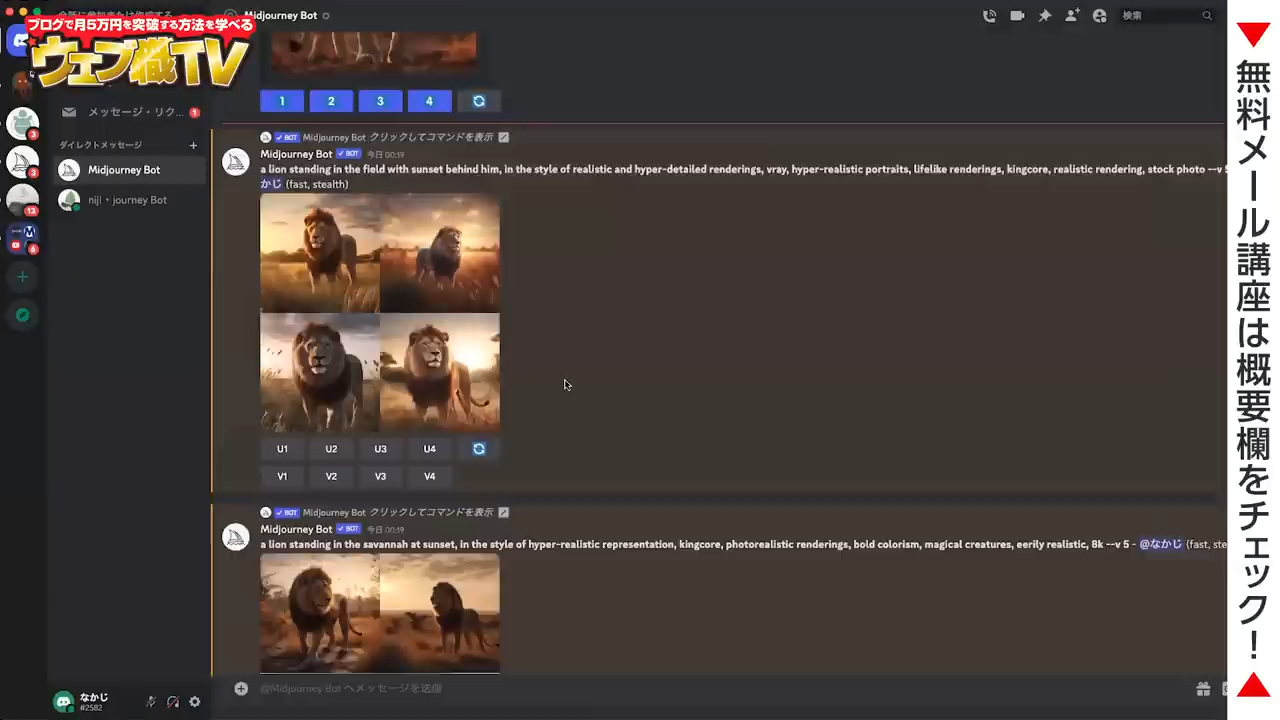 ブログで月5万円を突破する方法を学べる
ウェブ職TV
Midjourney Bot
検索
メッセージ・リク... 1
ダイレクトメッセージ +
Midjourney Bot
niji・journey Bot
3
3
13
6
1 2 3 4
BOT Midjourney Bot クリックしてコマンドを表示
Midjourney Bot BOT 今日 00:19
a lion standing in the field with sunset behind him, in the style of realistic and hyper-detailed renderings, vray, hyper-realistic portraits, lifelike renderings, kingcore, realistic rendering, stock photo --v 5
かじ (fast, stealth)
U1 U2 U3 U4
V1 V2 V3 V4
BOT Midjourney Bot クリックしてコマンドを表示
Midjourney Bot BOT 今日 00:19
a lion standing in the savannah at sunset, in the style of hyper-realistic representation, kingcore, photorealistic renderings, bold colorism, magical creatures, eerily realistic, 8k --v 5 - @なかじ (fast, ste
@Midjourney Bot へメッセージを送信
なかじ
#2582
無料メール講座は概要欄をチェック!